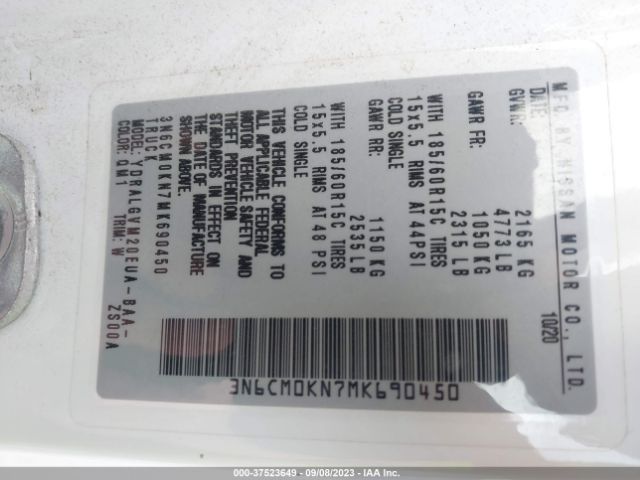 MFD BY NISSAN MOTOR CO., LTD.
DATE: 10/20
GVWR: 2165 KG
4773 LB
GAWR FR: 1050 KG
2315 LB
WITH 185/60R15C TIRES
15x5.5 RIMS AT 44PSI
COLD SINGLE
GAWR RR: 1150 KG
2535 LB
WITH 185/60R15C TIRES
15x5.5 RIMS AT 48 PSI
COLD SINGLE
THIS VEHICLE CONFORMS TO
ALL APPLICABLE FEDERAL
MOTOR VEHICLE SAFETY AND
THEFT PREVENTION
STANDARDS IN EFFECT ON
THE DATE OF MANUFACTURE
SHOWN ABOVE.
3N6CM0KN7MK690450
TRUCK
MODEL: YDRALGVM20EUA-BAA-
ZS00A
COLOR: QM1 TRIM: W
3N6CM0KN7MK690450
000-37523649 - 09/08/2023 - IAA Inc.